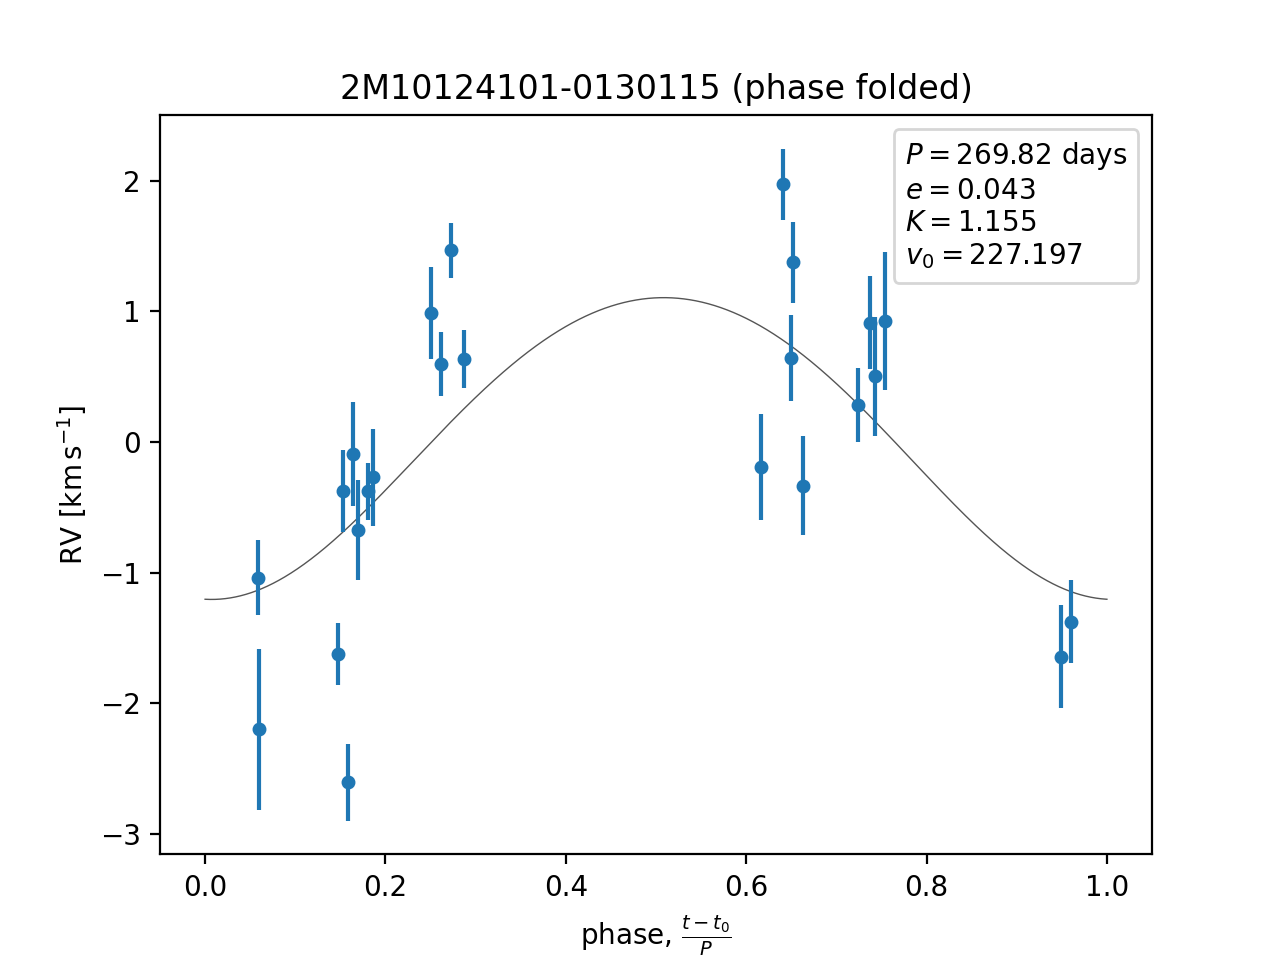 2M10124101-0130115 (phase folded)
P = 269.82 days
e = 0.043
K = 1.155
v₀ = 227.197
RV [km s⁻¹]
2
1
0
−1
−2
−3
0.0 0.2 0.4 0.6 0.8 1.0
phase, (t − t₀)/P